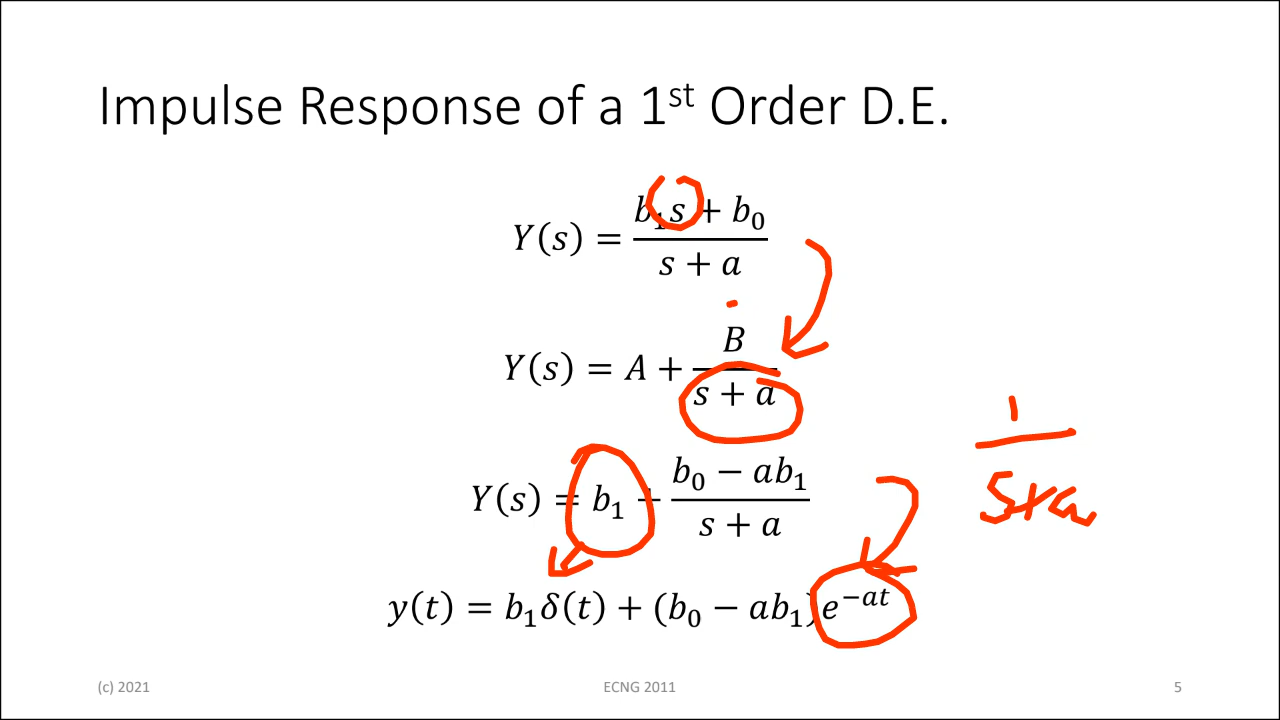 Impulse Response of a 1st Order D.E.
Y(s) = (b₁s + b₀)/(s + a)
Y(s) = A + B/(s + a)
1/(s+a)
Y(s) = b₁ + (b₀ − ab₁)/(s + a)
y(t) = b₁δ(t) + (b₀ − ab₁)e^(−at)
(c) 2021
ECNG 2011
5